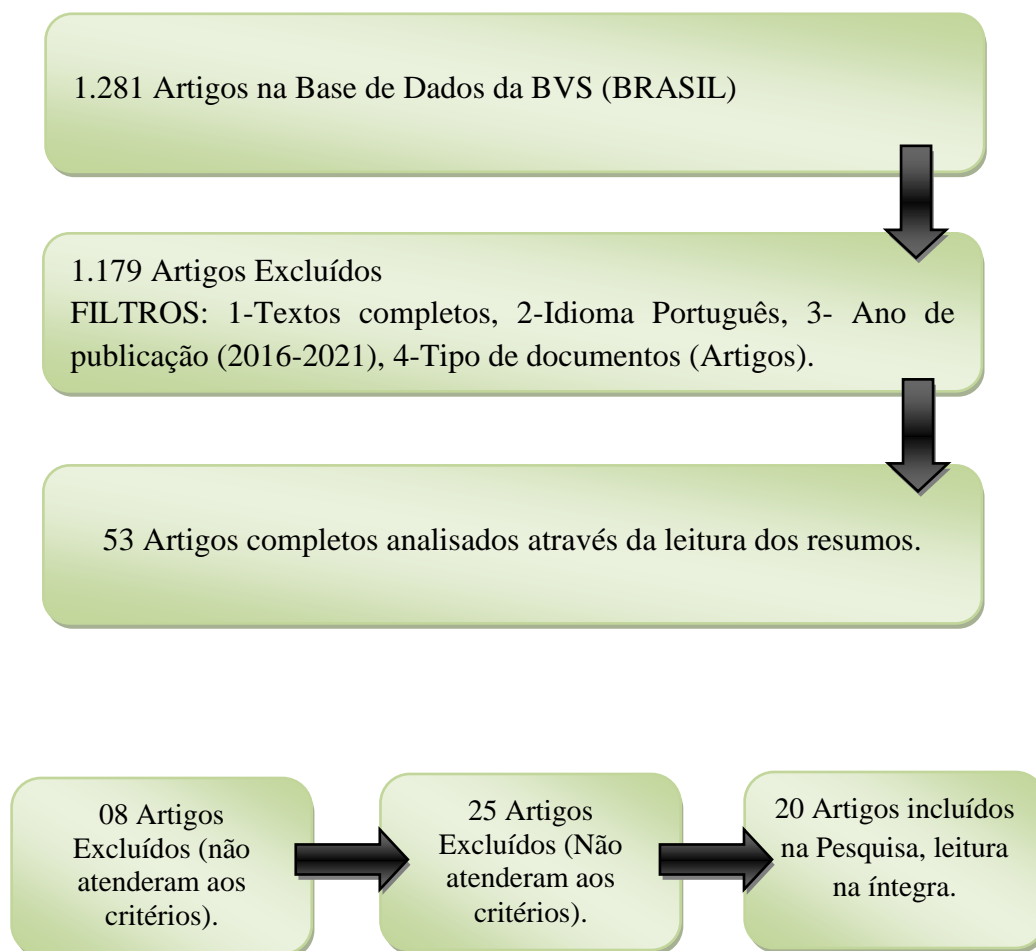 1.281 Artigos na Base de Dados da BVS (BRASIL)
1.179 Artigos Excluídos
FILTROS: 1-Textos completos, 2-Idioma Português, 3- Ano de
publicação (2016-2021), 4-Tipo de documentos (Artigos).
53 Artigos completos analisados através da leitura dos resumos.
08 Artigos
Excluídos (não
atenderam aos
critérios).
25 Artigos
Excluídos (Não
atenderam aos
critérios).
20 Artigos incluídos
na Pesquisa, leitura
na íntegra.